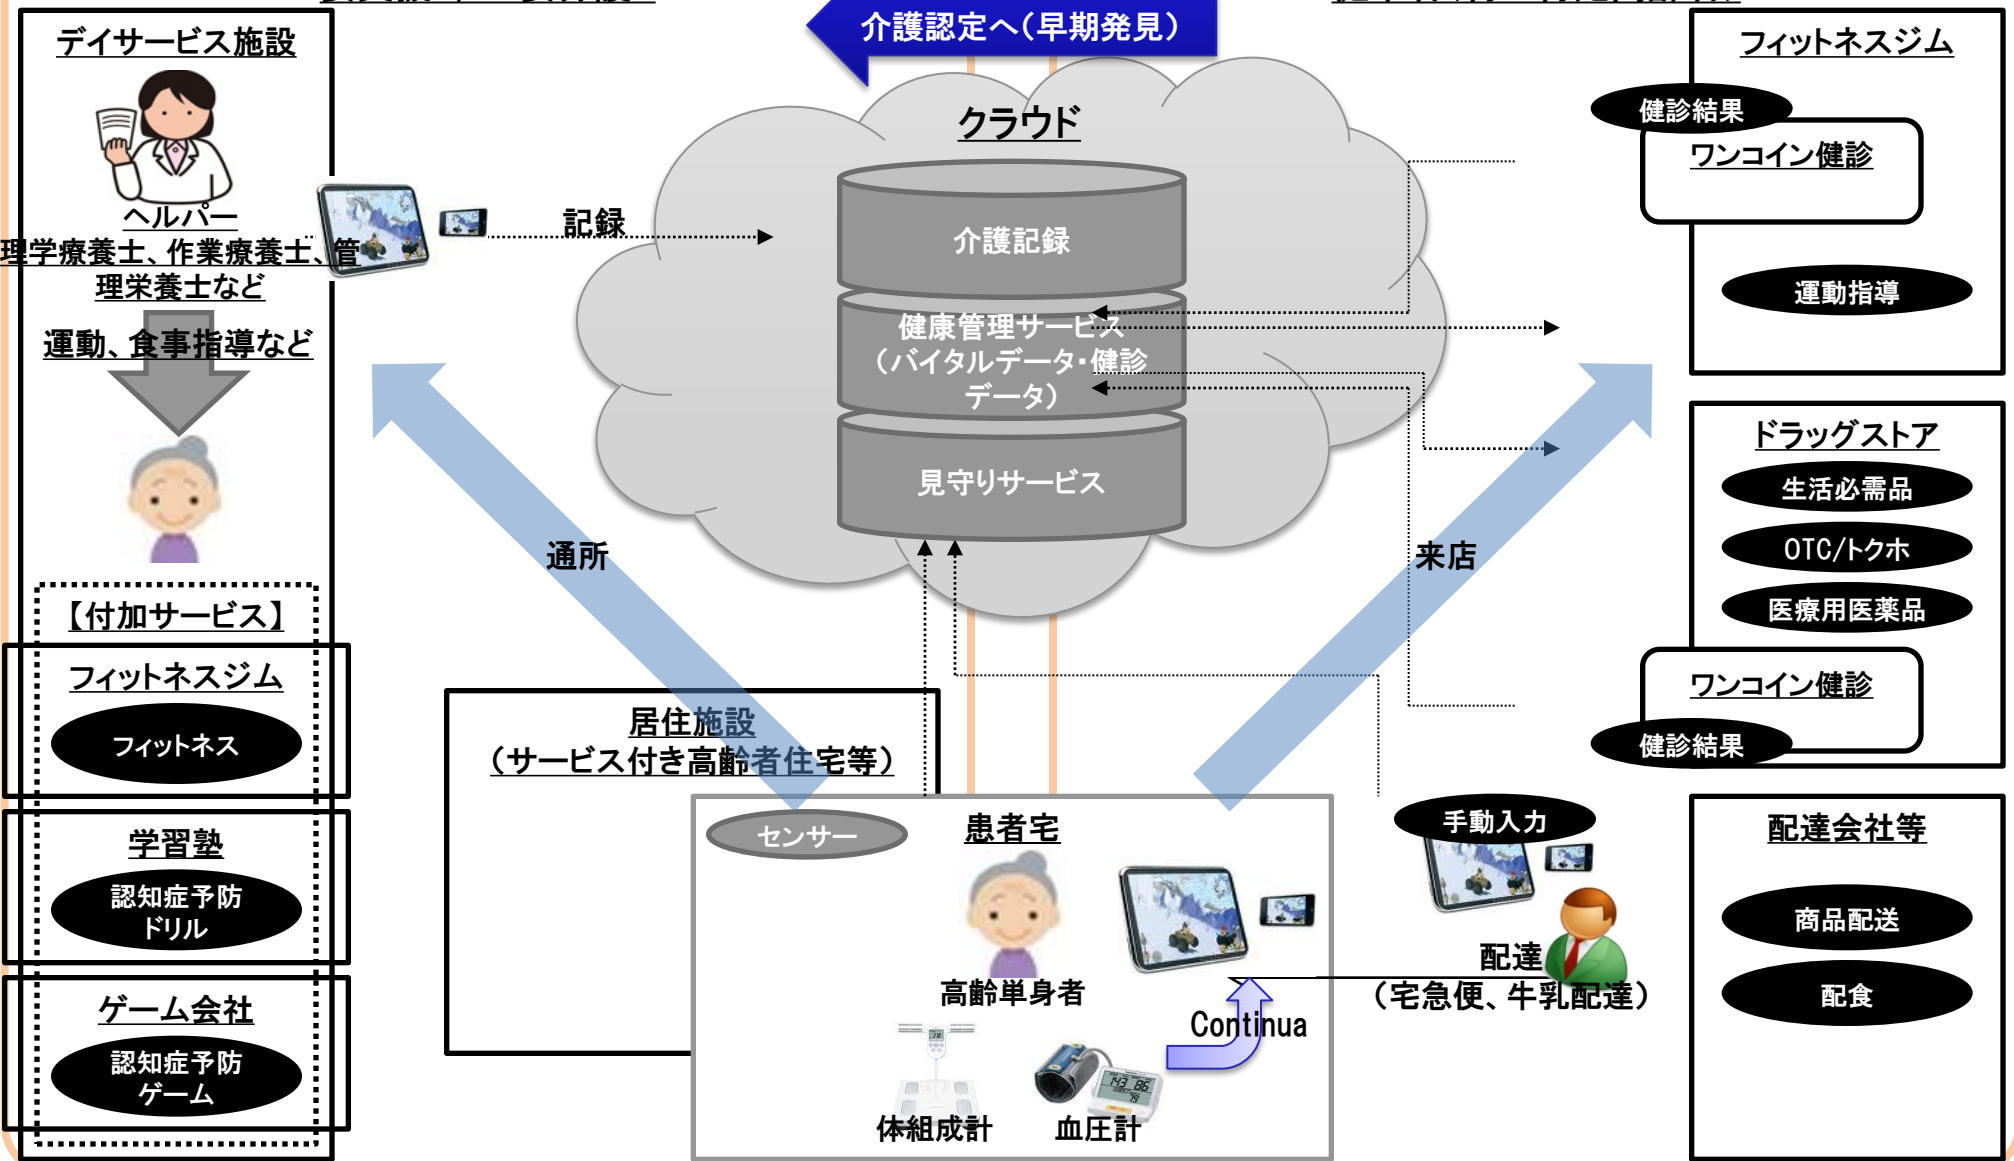 介護認定へ（早期発見）
デイサービス施設
ヘルパー
理学療養士、作業療養士、管
理栄養士など
運動、食事指導など
【付加サービス】
フィットネスジム
フィットネス
学習塾
認知症予防
ドリル
ゲーム会社
認知症予防
ゲーム
記録
クラウド
介護記録
健康管理サービス
（バイタルデータ・健診
データ）
見守りサービス
通所
来店
居住施設
（サービス付き高齢者住宅等）
センサー
患者宅
高齢単身者
Continua
体組成計
血圧計
143 86
79
手動入力
配達
（宅急便、牛乳配達）
フィットネスジム
健診結果
ワンコイン健診
運動指導
ドラッグストア
生活必需品
OTC/トクホ
医療用医薬品
ワンコイン健診
健診結果
配達会社等
商品配送
配食